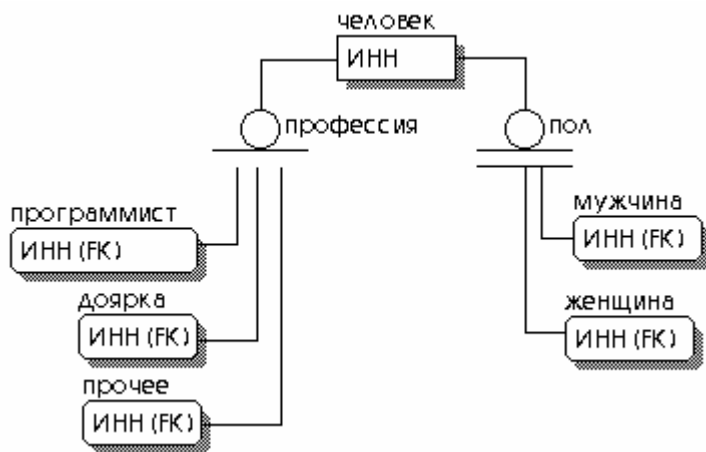 человек
ИНН
профессия
пол
программист
ИНН (FK)
мужчина
ИНН (FK)
доярка
ИНН (FK)
женщина
ИНН (FK)
прочее
ИНН (FK)